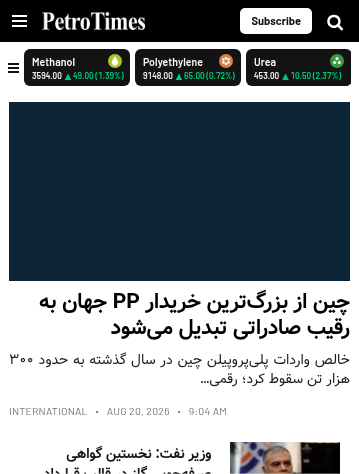 PetroTimes
Subscribe
Methanol
3594.00 ▲ 49.00 (1.39%)
Polyethylene
9148.00 ▲ 65.00 (0.72%)
Urea
453.00 ▲ 10.50 (2.37%)
چین از بزرگ‌ترین خریدار PP جهان به
رقیب صادراتی تبدیل می‌شود
خالص واردات پلی‌پروپیلن چین در سال گذشته به حدود ۳۰۰
هزار تن سقوط کرد؛ رقمی...
INTERNATIONAL • AUG 20, 2026 • 9:04 AM
وزیر نفت: نخستین گواهی